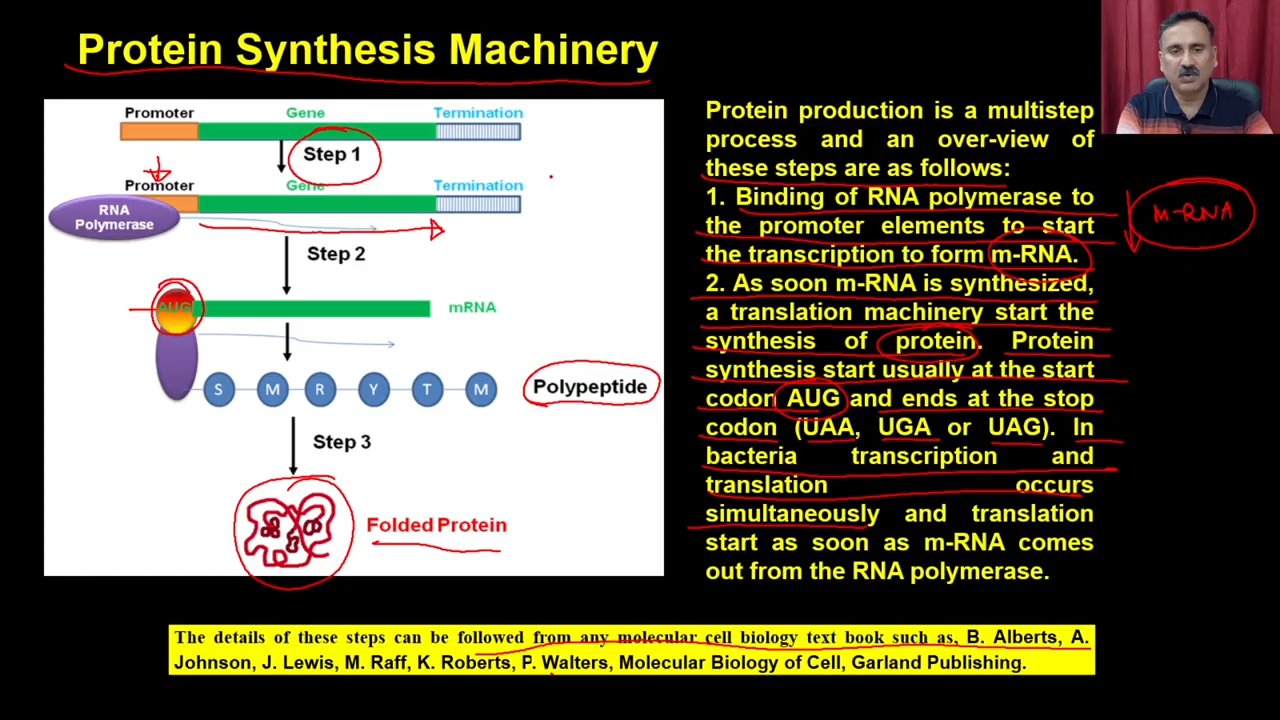 Protein Synthesis Machinery
Promoter Gene Termination
Step 1
Promoter Gene Termination
RNA
Polymerase
Step 2
AUG mRNA
S M R Y T M Polypeptide
Step 3
Folded Protein
Protein production is a multistep
process and an over-view of
these steps are as follows:
1. Binding of RNA polymerase to
the promoter elements to start
the transcription to form m-RNA.
2. As soon m-RNA is synthesized,
a translation machinery start the
synthesis of protein. Protein
synthesis start usually at the start
codon AUG and ends at the stop
codon (UAA, UGA or UAG). In
bacteria transcription and
translation occurs
simultaneously and translation
start as soon as m-RNA comes
out from the RNA polymerase.
M-RNA
The details of these steps can be followed from any molecular cell biology text book such as, B. Alberts, A.
Johnson, J. Lewis, M. Raff, K. Roberts, P. Walters, Molecular Biology of Cell, Garland Publishing.